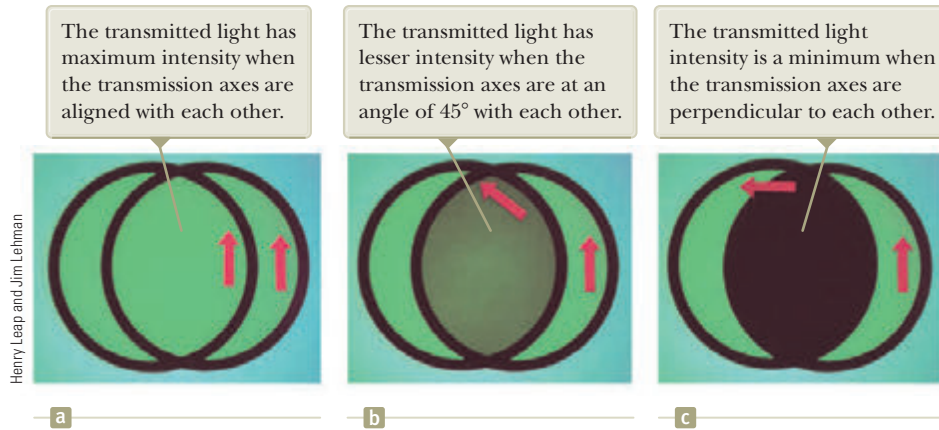 The transmitted light has
maximum intensity when
the transmission axes are
aligned with each other.
The transmitted light has
lesser intensity when the
transmission axes are at an
angle of 45° with each other.
The transmitted light
intensity is a minimum when
the transmission axes are
perpendicular to each other.
Henry Leap and Jim Lehman
a
b
c